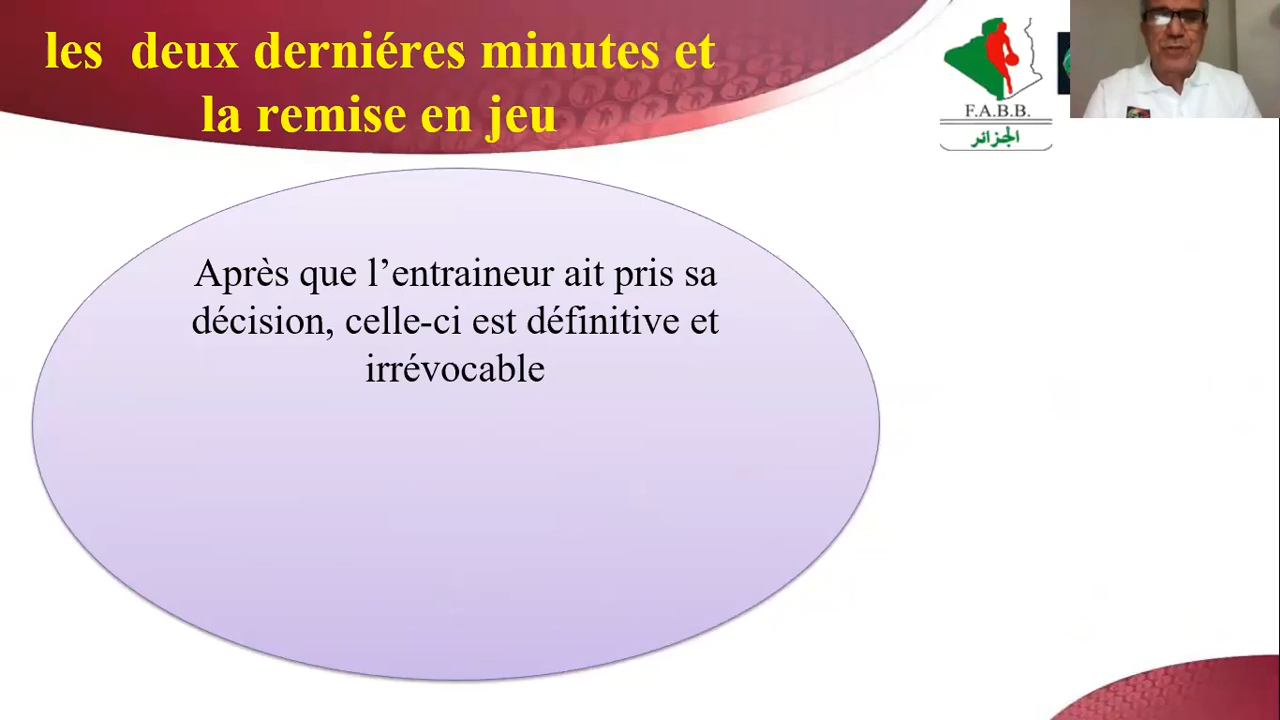 les deux derniéres minutes et
la remise en jeu
F.A.B.B.
الجزائر
Après que l’entraineur ait pris sa
décision, celle-ci est définitive et
irrévocable